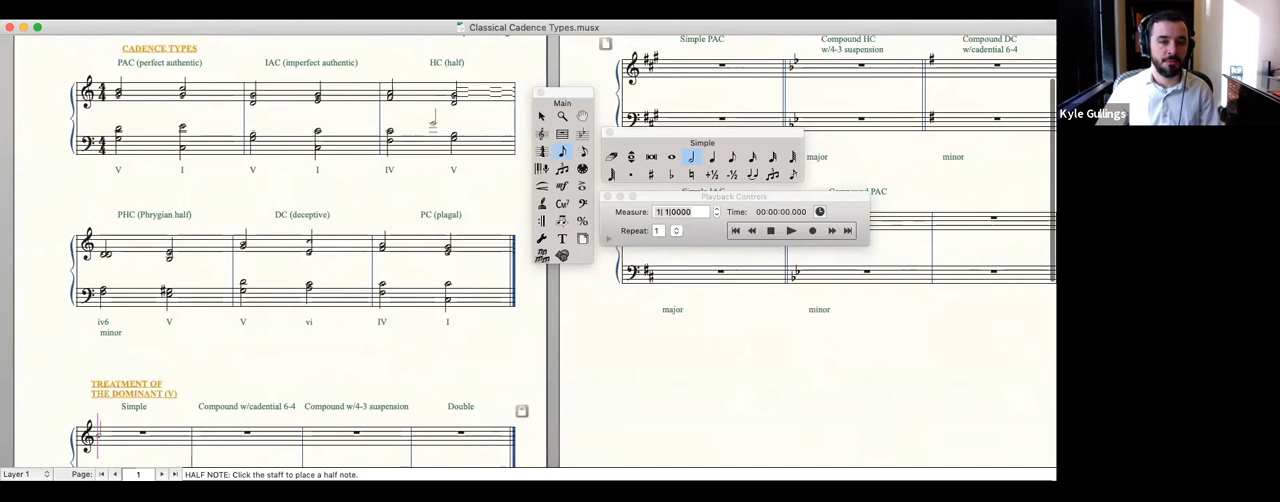 Classical Cadence Types.musx
CADENCE TYPES
PAC (perfect authentic) IAC (imperfect authentic) HC (half)
V I V I IV V
PHC (Phrygian half) DC (deceptive) PC (plagal)
iv6 V V vi IV I
minor
TREATMENT OF
THE DOMINANT (V)
Simple Compound w/cadential 6-4 Compound w/4-3 suspension Double
Simple PAC Compound HC Compound DC
w/4-3 suspension w/cadential 6-4
major minor
Compound PAC
major minor
Main
Simple
Playback Controls
Measure: 1| 1|0000 Time: 00:00:00.000
Repeat: 1
Layer 1 Page: 1 HALF NOTE: Click the staff to place a half note.
Kyle Gullings